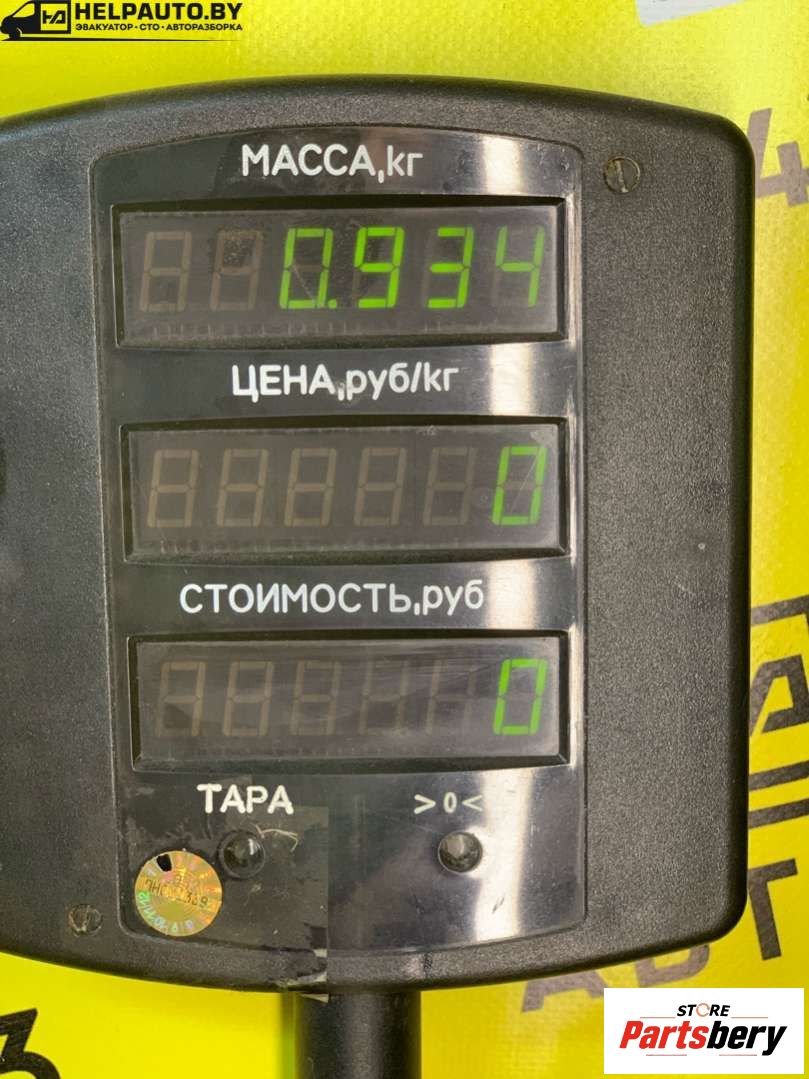 HELPAUTO.BY
ЭВАКУАТОР•СТО•АВТОРАЗБОРКА
МАССА,кг
0.934
ЦЕНА,руб/кг
0
СТОИМОСТЬ,руб
0
ТАРА >0<
STORE
Partsbery